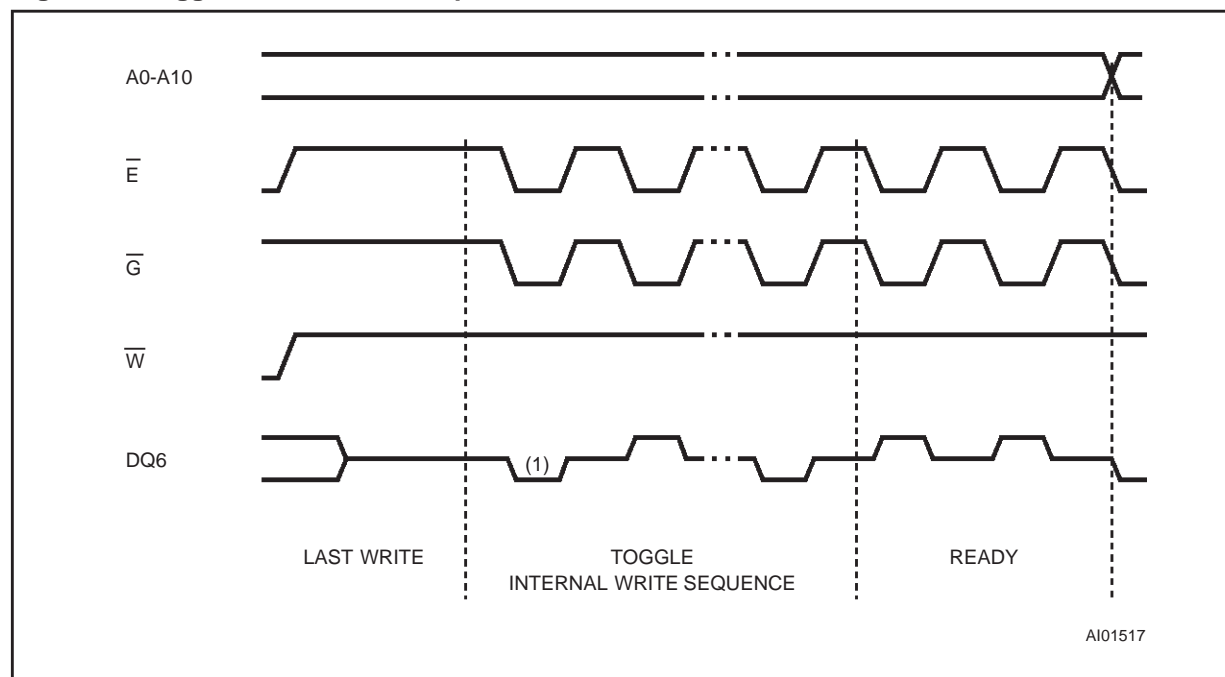 A0-A10
E
G
W
DQ6
(1)
LAST WRITE
TOGGLE
INTERNAL WRITE SEQUENCE
READY
AI01517